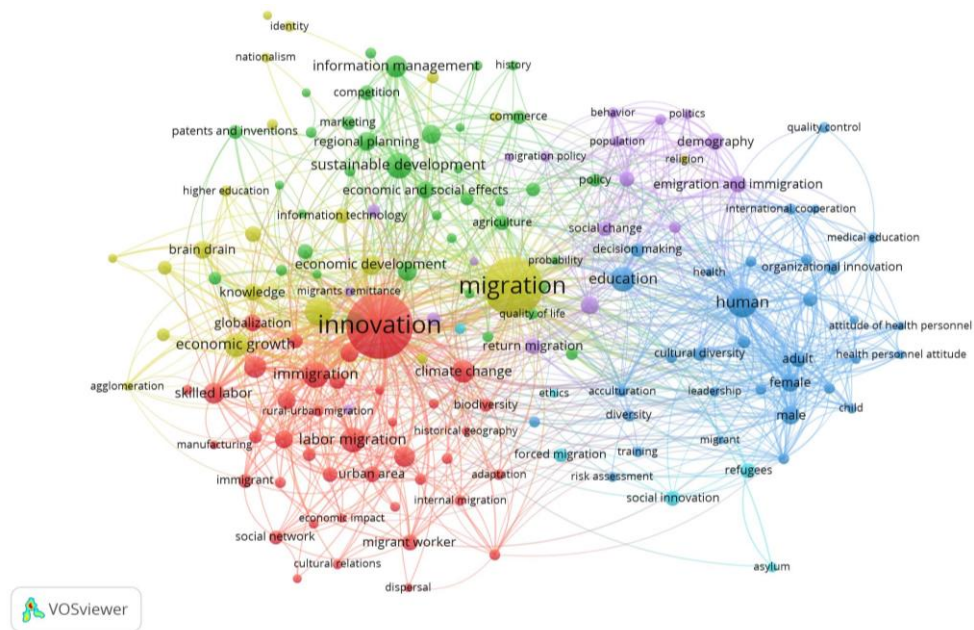 identity
nationalism
information management
history
competition
marketing
commerce
behavior
politics
patents and inventions
regional planning
population
demography
quality control
migration policy
religion
sustainable development
policy
emigration and immigration
higher education
economic and social effects
information technology
agriculture
international cooperation
social change
medical education
brain drain
decision making
economic development
probability
organizational innovation
health
education
migration
knowledge
migrants remittance
human
quality of life
innovation
globalization
attitude of health personnel
economic growth
return migration
cultural diversity
health personnel attitude
adult
immigration
climate change
agglomeration
skilled labor
female
ethics
acculturation
leadership
rural-urban migration
biodiversity
child
diversity
male
historical geography
labor migration
manufacturing
migrant
forced migration
training
urban area
adaptation
refugees
immigrant
risk assessment
internal migration
social innovation
economic impact
social network
migrant worker
cultural relations
asylum
dispersal
VOSviewer